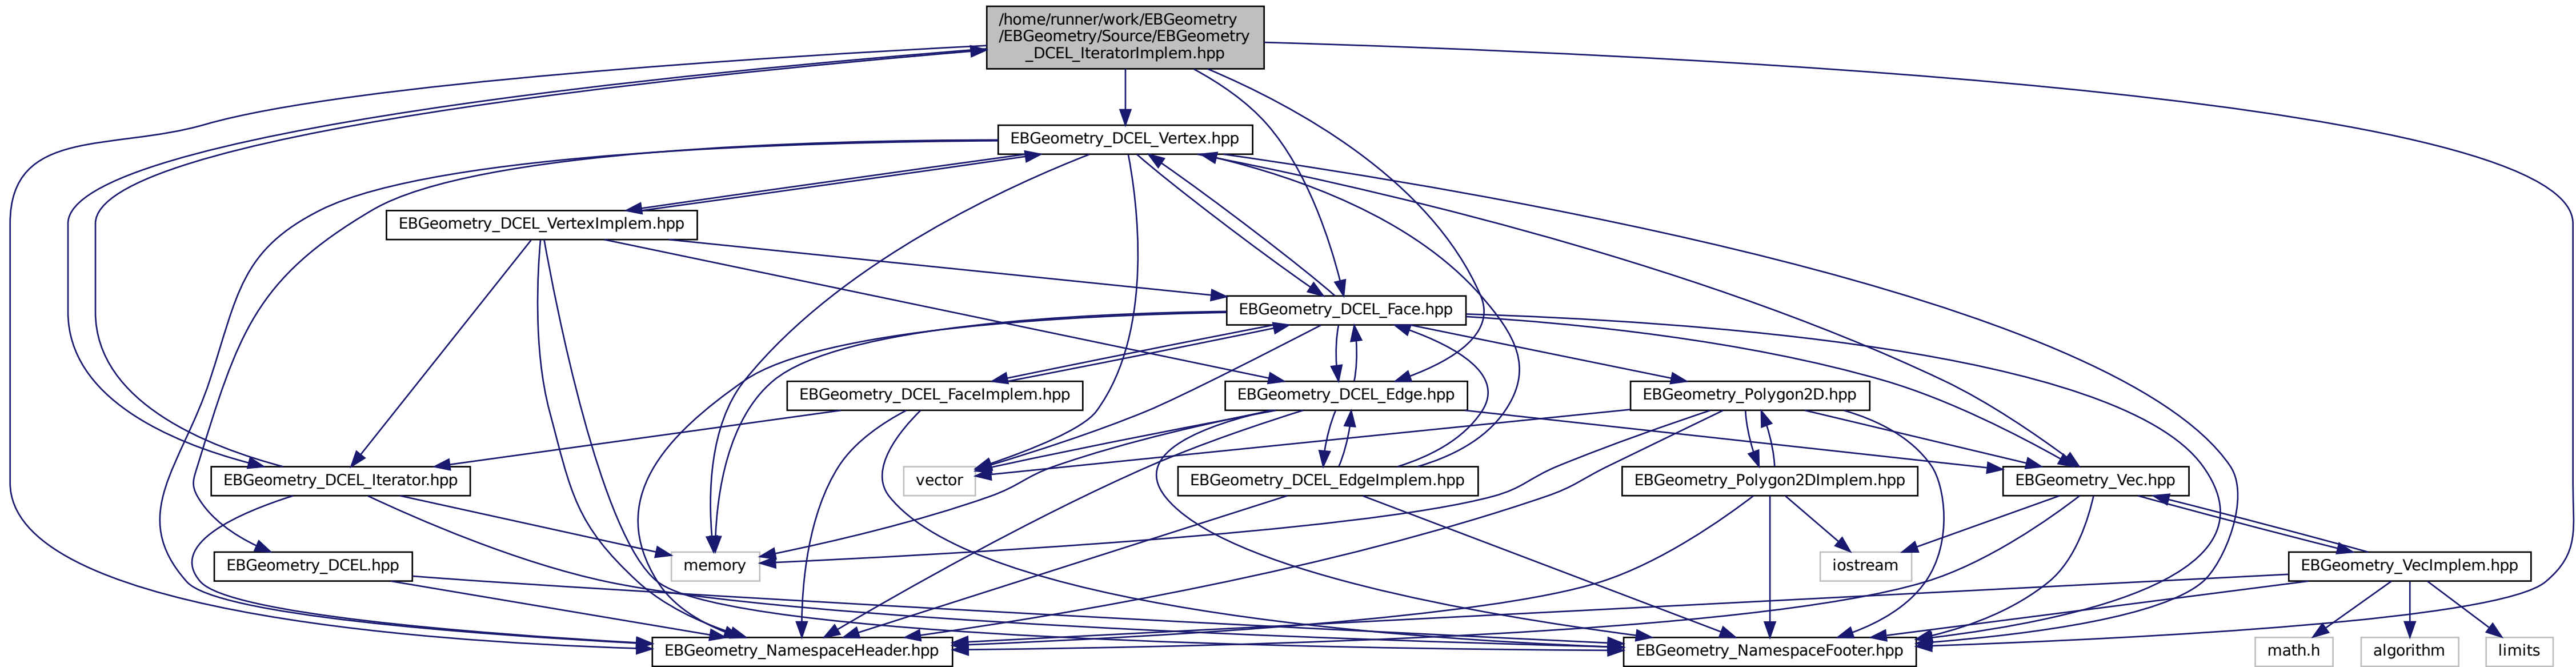 /home/runner/work/EBGeometry
/EBGeometry/Source/EBGeometry
_DCEL_IteratorImplem.hpp
EBGeometry_DCEL_Vertex.hpp
EBGeometry_DCEL_VertexImplem.hpp
EBGeometry_DCEL_Face.hpp
EBGeometry_DCEL_FaceImplem.hpp
EBGeometry_DCEL_Edge.hpp
EBGeometry_Polygon2D.hpp
EBGeometry_DCEL_Iterator.hpp
vector
EBGeometry_DCEL_EdgeImplem.hpp
EBGeometry_Polygon2DImplem.hpp
EBGeometry_Vec.hpp
EBGeometry_DCEL.hpp
memory
iostream
EBGeometry_VecImplem.hpp
EBGeometry_NamespaceHeader.hpp
EBGeometry_NamespaceFooter.hpp
math.h
algorithm
limits